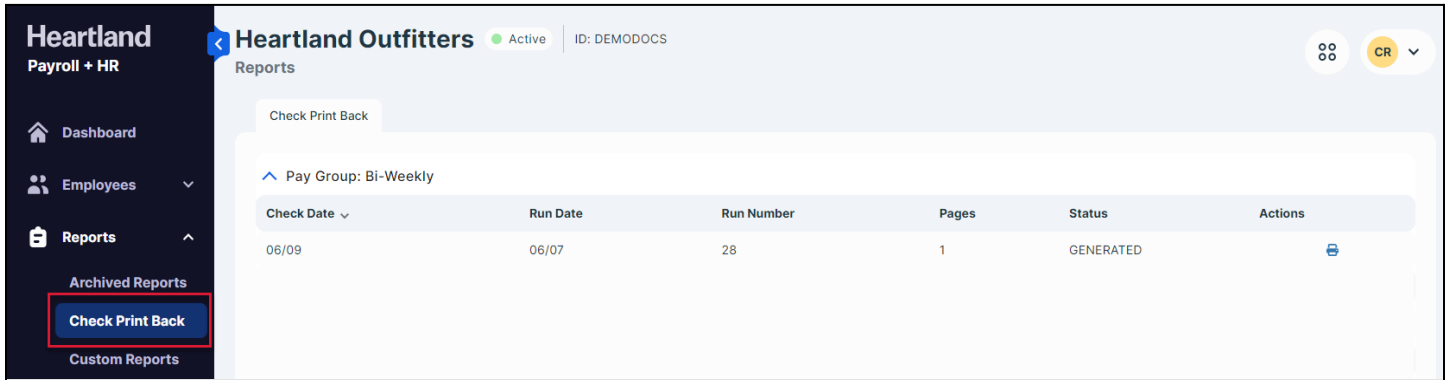 Heartland
Payroll + HR
Dashboard
Employees
Reports
Archived Reports
Check Print Back
Custom Reports
Heartland Outfitters Active ID: DEMODOCS
Reports
CR
Check Print Back
Pay Group: Bi-Weekly
Check Date Run Date Run Number Pages Status Actions
06/09 06/07 28 1 GENERATED